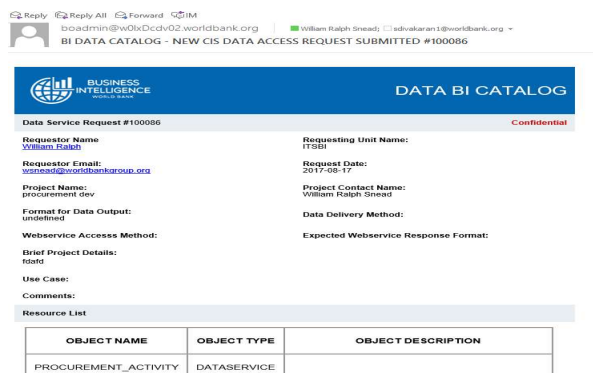 Reply Reply All Forward IM
boadmin@w0lxDcdv02.worldbank.org William Ralph Snead; sdivakaran1@worldbank.org
BI DATA CATALOG - NEW CIS DATA ACCESS REQUEST SUBMITTED #100086
BUSINESS
INTELLIGENCE
WORLD BANK
DATA BI CATALOG
Data Service Request #100086 Confidential
Requestor Name Requesting Unit Name:
William Ralph ITSBI
Requestor Email: Request Date:
wsnead@worldbankgroup.org 2017-08-17
Project Name: Project Contact Name:
procurement dev William Ralph Snead
Format for Data Output: Data Delivery Method:
undefined
Webservice Accesss Method: Expected Webservice Response Format:
Brief Project Details:
fdafd
Use Case:
Comments:
Resource List
OBJECT NAME OBJECT TYPE OBJECT DESCRIPTION
PROCUREMENT_ACTIVITY DATASERVICE